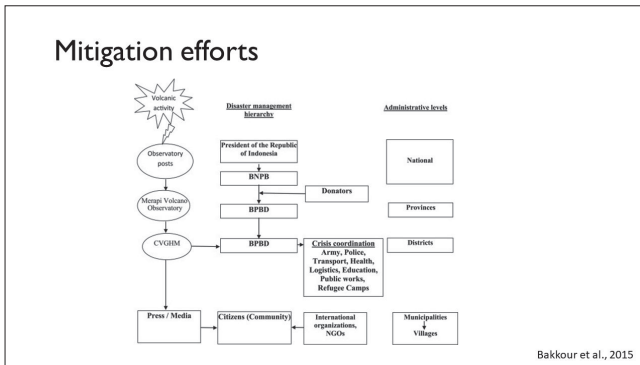 Mitigation efforts
Volcanic
activity
Disaster management
hierarchy
Administrative levels
Observatory
posts
President of the Republic
of Indonesia
National
BNPB
Donators
Merapi Volcano
Observatory
BPBD
Provinces
CVGHM
BPBD
Crisis coordination
Army, Police,
Transport, Health,
Logistics, Education,
Public works,
Refugee Camps
Districts
Press / Media
Citizens (Community)
International
organizations,
NGOs
Municipalities
Villages
Bakkour et al., 2015